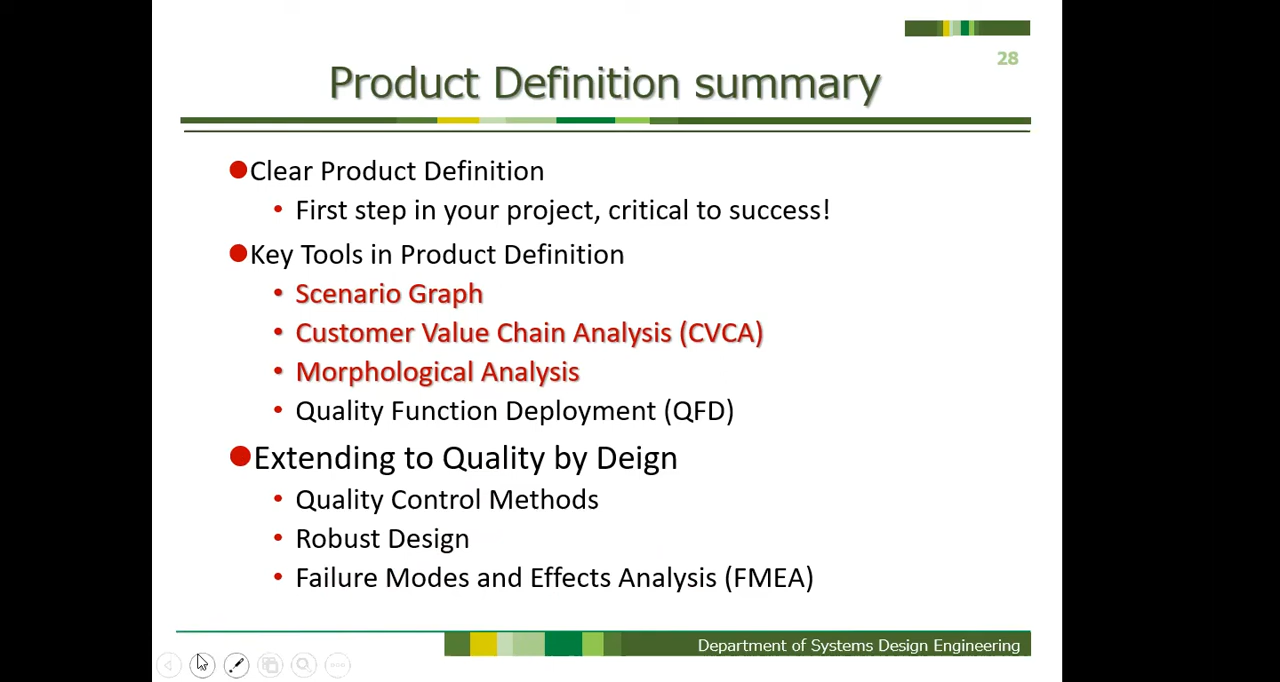 28
Product Definition summary
Clear Product Definition
First step in your project, critical to success!
Key Tools in Product Definition
Scenario Graph
Customer Value Chain Analysis (CVCA)
Morphological Analysis
Quality Function Deployment (QFD)
Extending to Quality by Deign
Quality Control Methods
Robust Design
Failure Modes and Effects Analysis (FMEA)
Department of Systems Design Engineering